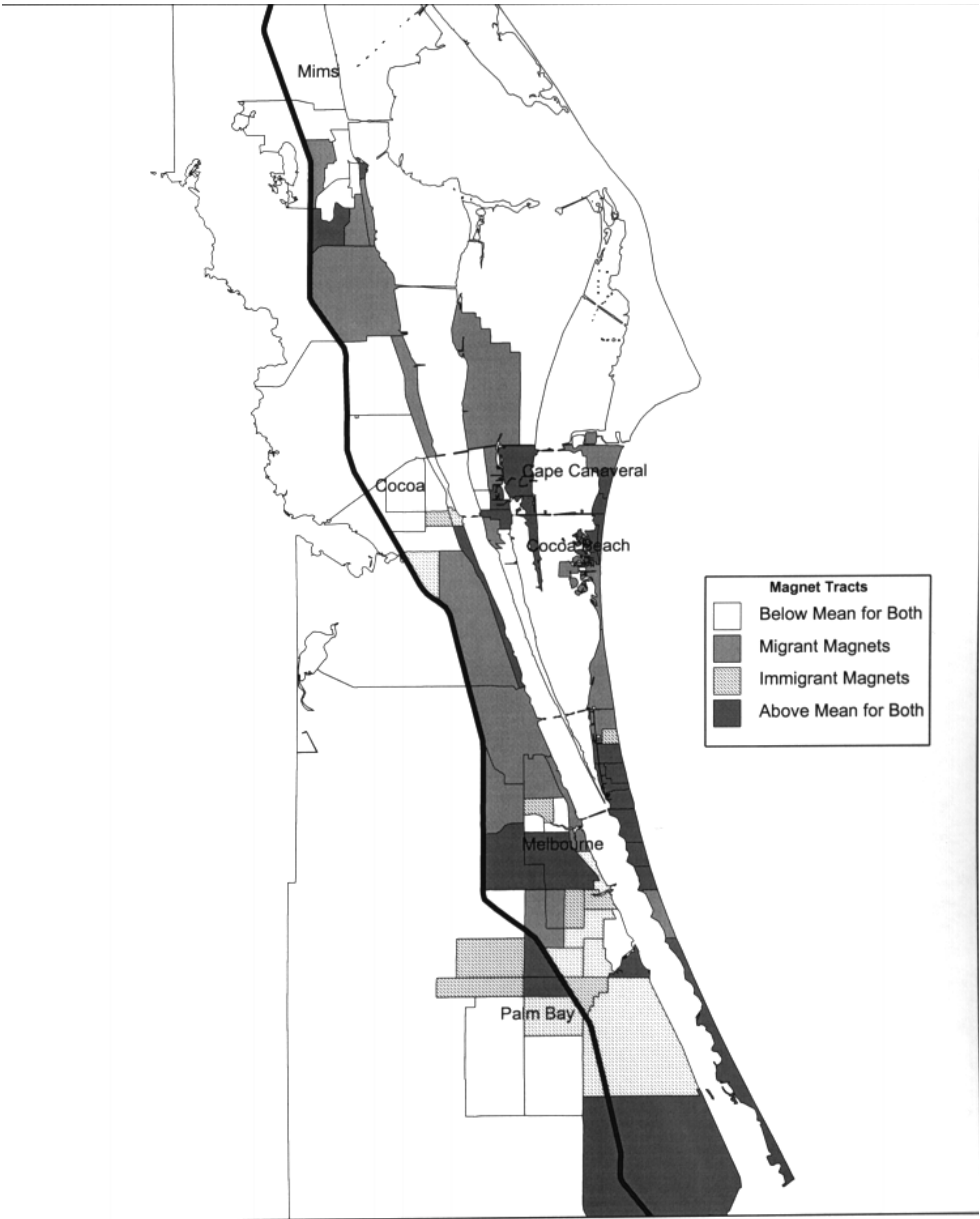 Mims
Cape Canaveral
Cocoa
Cocoa Beach
Magnet Tracts
Below Mean for Both
Migrant Magnets
Immigrant Magnets
Above Mean for Both
Melbourne
Palm Bay